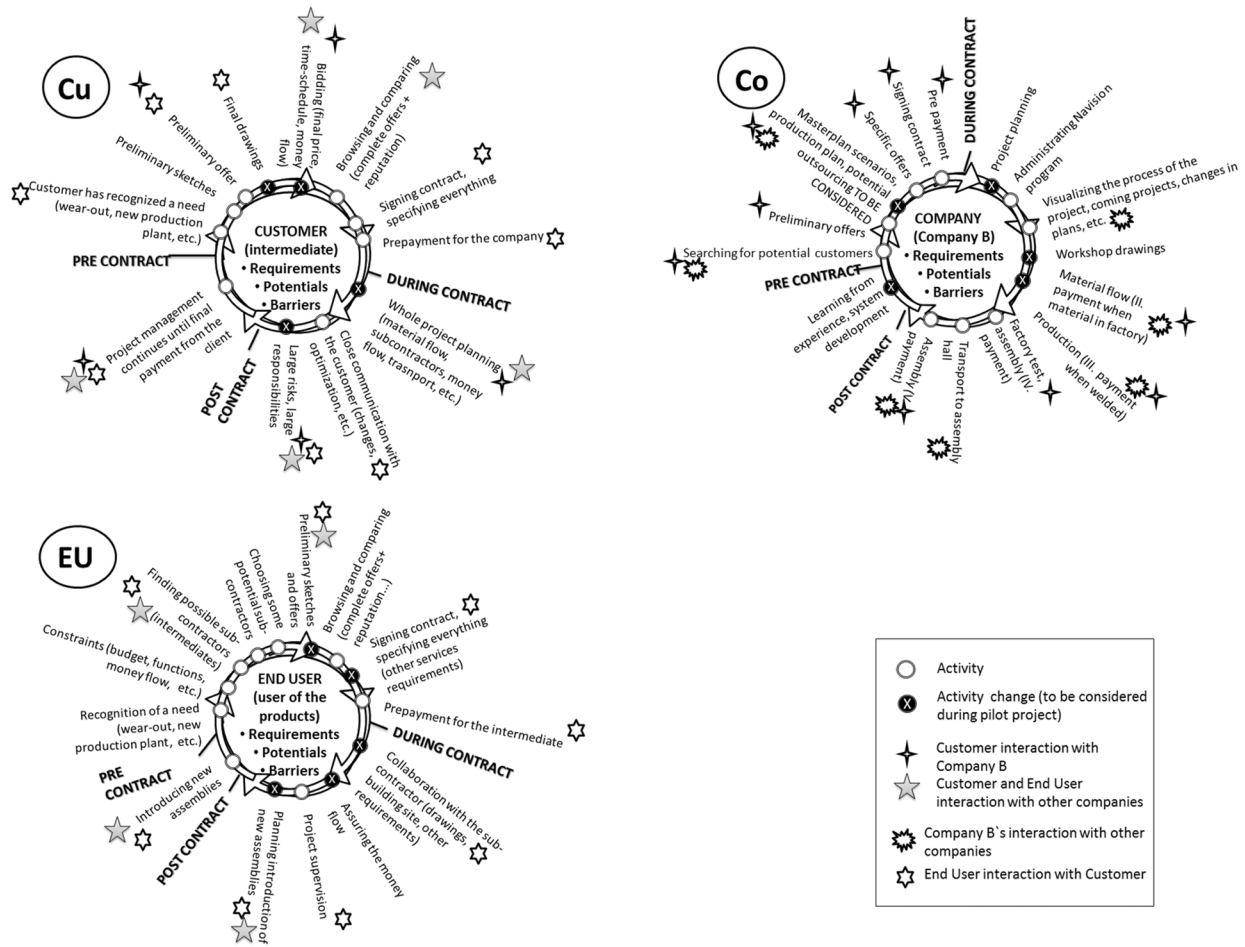 Cu
Bidding (final price,
time-schedule, money
flow)
Browsing and comparing
(complete offers+
reputation)
Signing contract,
specifying everything
Prepayment for the company
DURING CONTRACT
Whole project planning
(material flow,
subcontractors, money
flow, trasnport, etc.)
Close communication with
the customer (changes,
optimization, etc.)
Large risks, large
responsibilities
POST
CONTRACT
Project management
continues until final
payment from the
client
PRE CONTRACT
Customer has recognized a need
(wear-out, new production
plant, etc.)
Preliminary sketches
Preliminary offer
Final drawings
CUSTOMER
(intermediate)
• Requirements
• Potentials
• Barriers
Co
DURING CONTRACT
Project planning
Administrating Navision
program
Visualizing the process of the
project, coming projects, changes in
plans, etc.
Workshop drawings
Material flow (II.
payment when
material in factory)
Production (III. payment
when welded)
Factory test,
assembly (IV.
payment)
Transport to assembly
hall
Assembly (V.
payment)
POST CONTRACT
Learning from
experience, system
development
PRE CONTRACT
Searching for potential customers
Preliminary offers
Masterplan scenarios,
production plan, potential
outsourcing TO BE
CONSIDERED
Specific offers
Signing contract
Pre payment
COMPANY
(Company B)
• Requirements
• Potentials
• Barriers
EU
Preliminary sketches
and offers
Browsing and comparing
(complete offers+
reputation...)
Signing contract,
specifying everything
(other services
requirements)
Prepayment for the intermediate
DURING CONTRACT
Collaboration with the sub-
contractor (drawings,
building site, other
requirements)
Assuring the money
flow
Project supervision
Planning introduction of
new assemblies
POST CONTRACT
Introducing new
assemblies
PRE
CONTRACT
Recognition of a need
(wear-out, new
production plant, etc.)
Constraints (budget, functions,
money flow, etc.)
Finding possible sub-
contractors
(intermediates)
Choosing some
potential sub-
contractors
END USER
(user of the
products)
• Requirements
• Potentials
• Barriers
Activity
X Activity change (to be considered
during pilot project)
Customer interaction with
Company B
Customer and End User
interaction with other companies
Company B`s interaction with other
companies
End User interaction with Customer